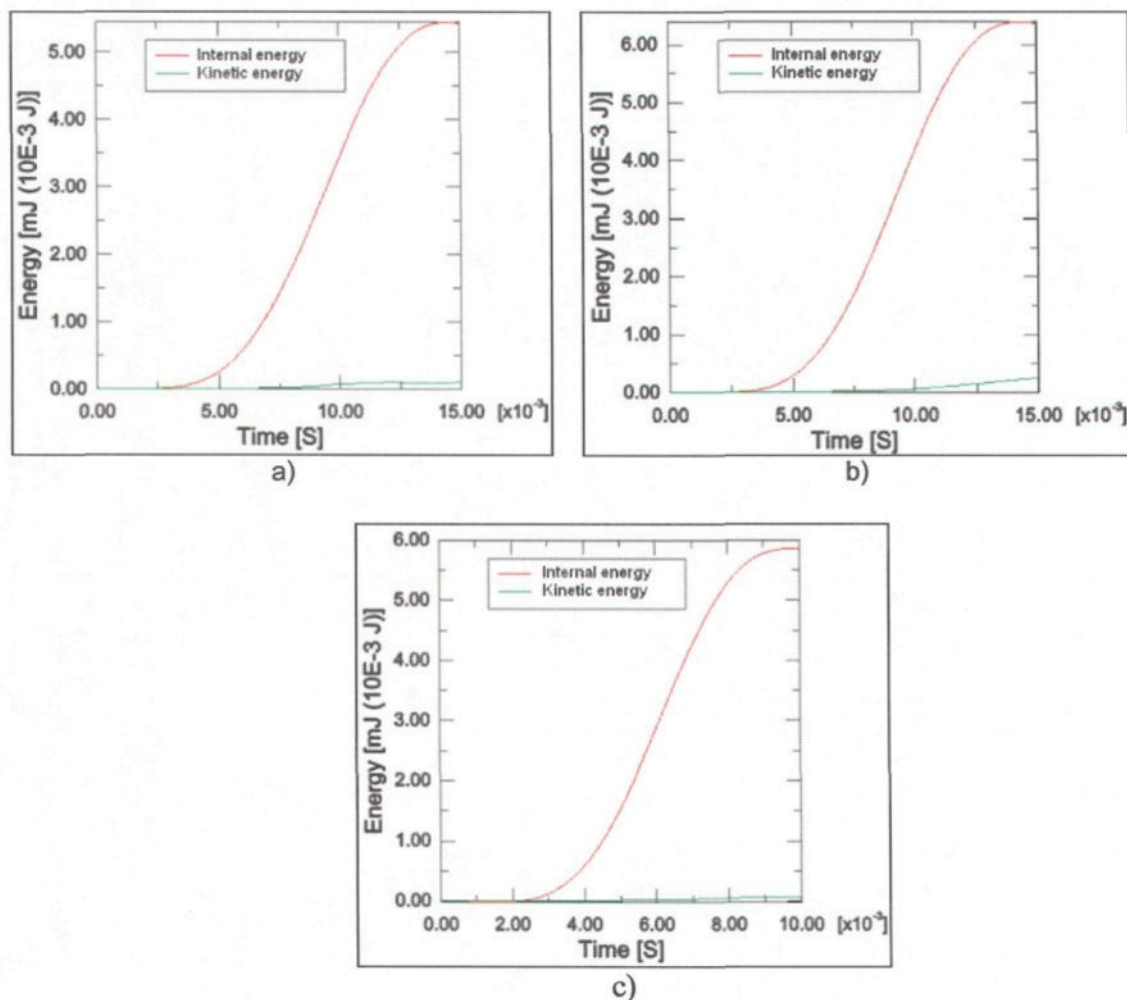 Internal energy
Kinetic energy
5.00
4.00
3.00
2.00
1.00
0.00
Energy [mJ (10E-3 J)]
0.00 5.00 10.00 15.00 [x10⁻³]
Time [S]
a)
Internal energy
Kinetic energy
6.00
5.00
4.00
3.00
2.00
1.00
0.00
Energy [mJ (10E-3 J)]
0.00 5.00 10.00 15.00 [x10⁻³]
Time [S]
b)
6.00
Internal energy
Kinetic energy
5.00
4.00
3.00
2.00
1.00
0.00
Energy [mJ (10E-3 J)]
0.00 2.00 4.00 6.00 8.00 10.00 [x10⁻³]
Time [S]
c)